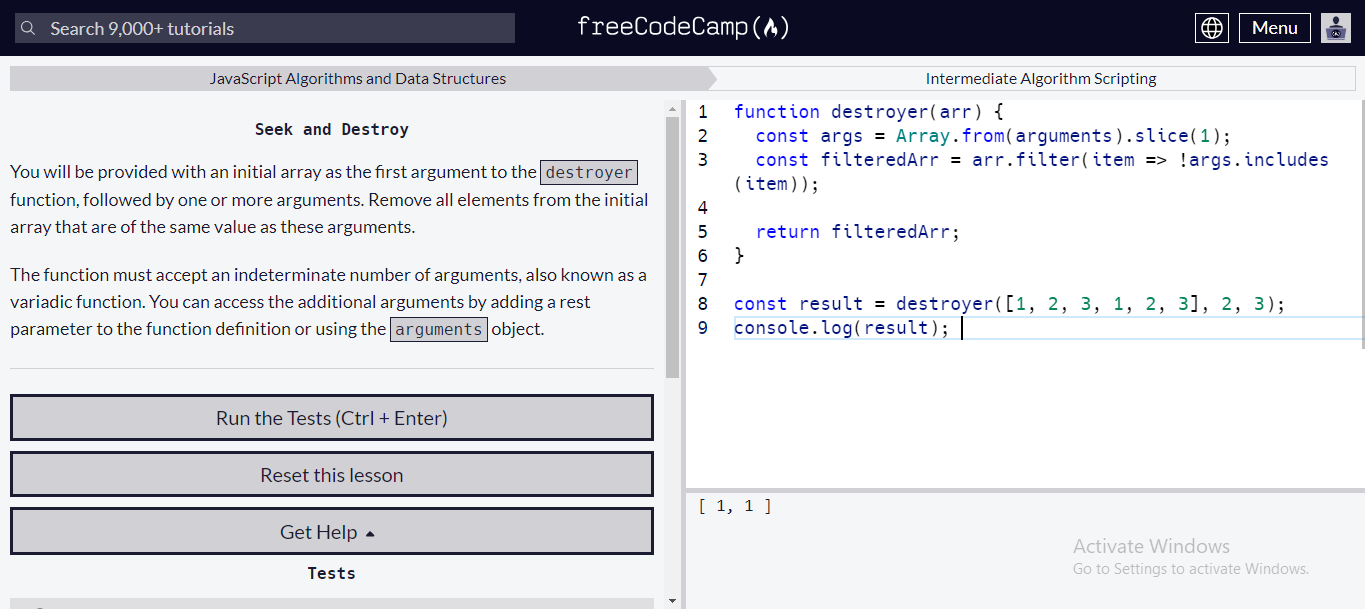 Search 9,000+ tutorials
freeCodeCamp
Menu
JavaScript Algorithms and Data Structures
Intermediate Algorithm Scripting
Seek and Destroy
You will be provided with an initial array as the first argument to the destroyer
function, followed by one or more arguments. Remove all elements from the initial
array that are of the same value as these arguments.
The function must accept an indeterminate number of arguments, also known as a
variadic function. You can access the additional arguments by adding a rest
parameter to the function definition or using the arguments object.
Run the Tests (Ctrl + Enter)
Reset this lesson
Get Help
Tests
1 function destroyer(arr) {
2   const args = Array.from(arguments).slice(1);
3   const filteredArr = arr.filter(item => !args.includes
(item));
4
5   return filteredArr;
6 }
7
8 const result = destroyer([1, 2, 3, 1, 2, 3], 2, 3);
9 console.log(result);
[ 1, 1 ]
Activate Windows
Go to Settings to activate Windows.